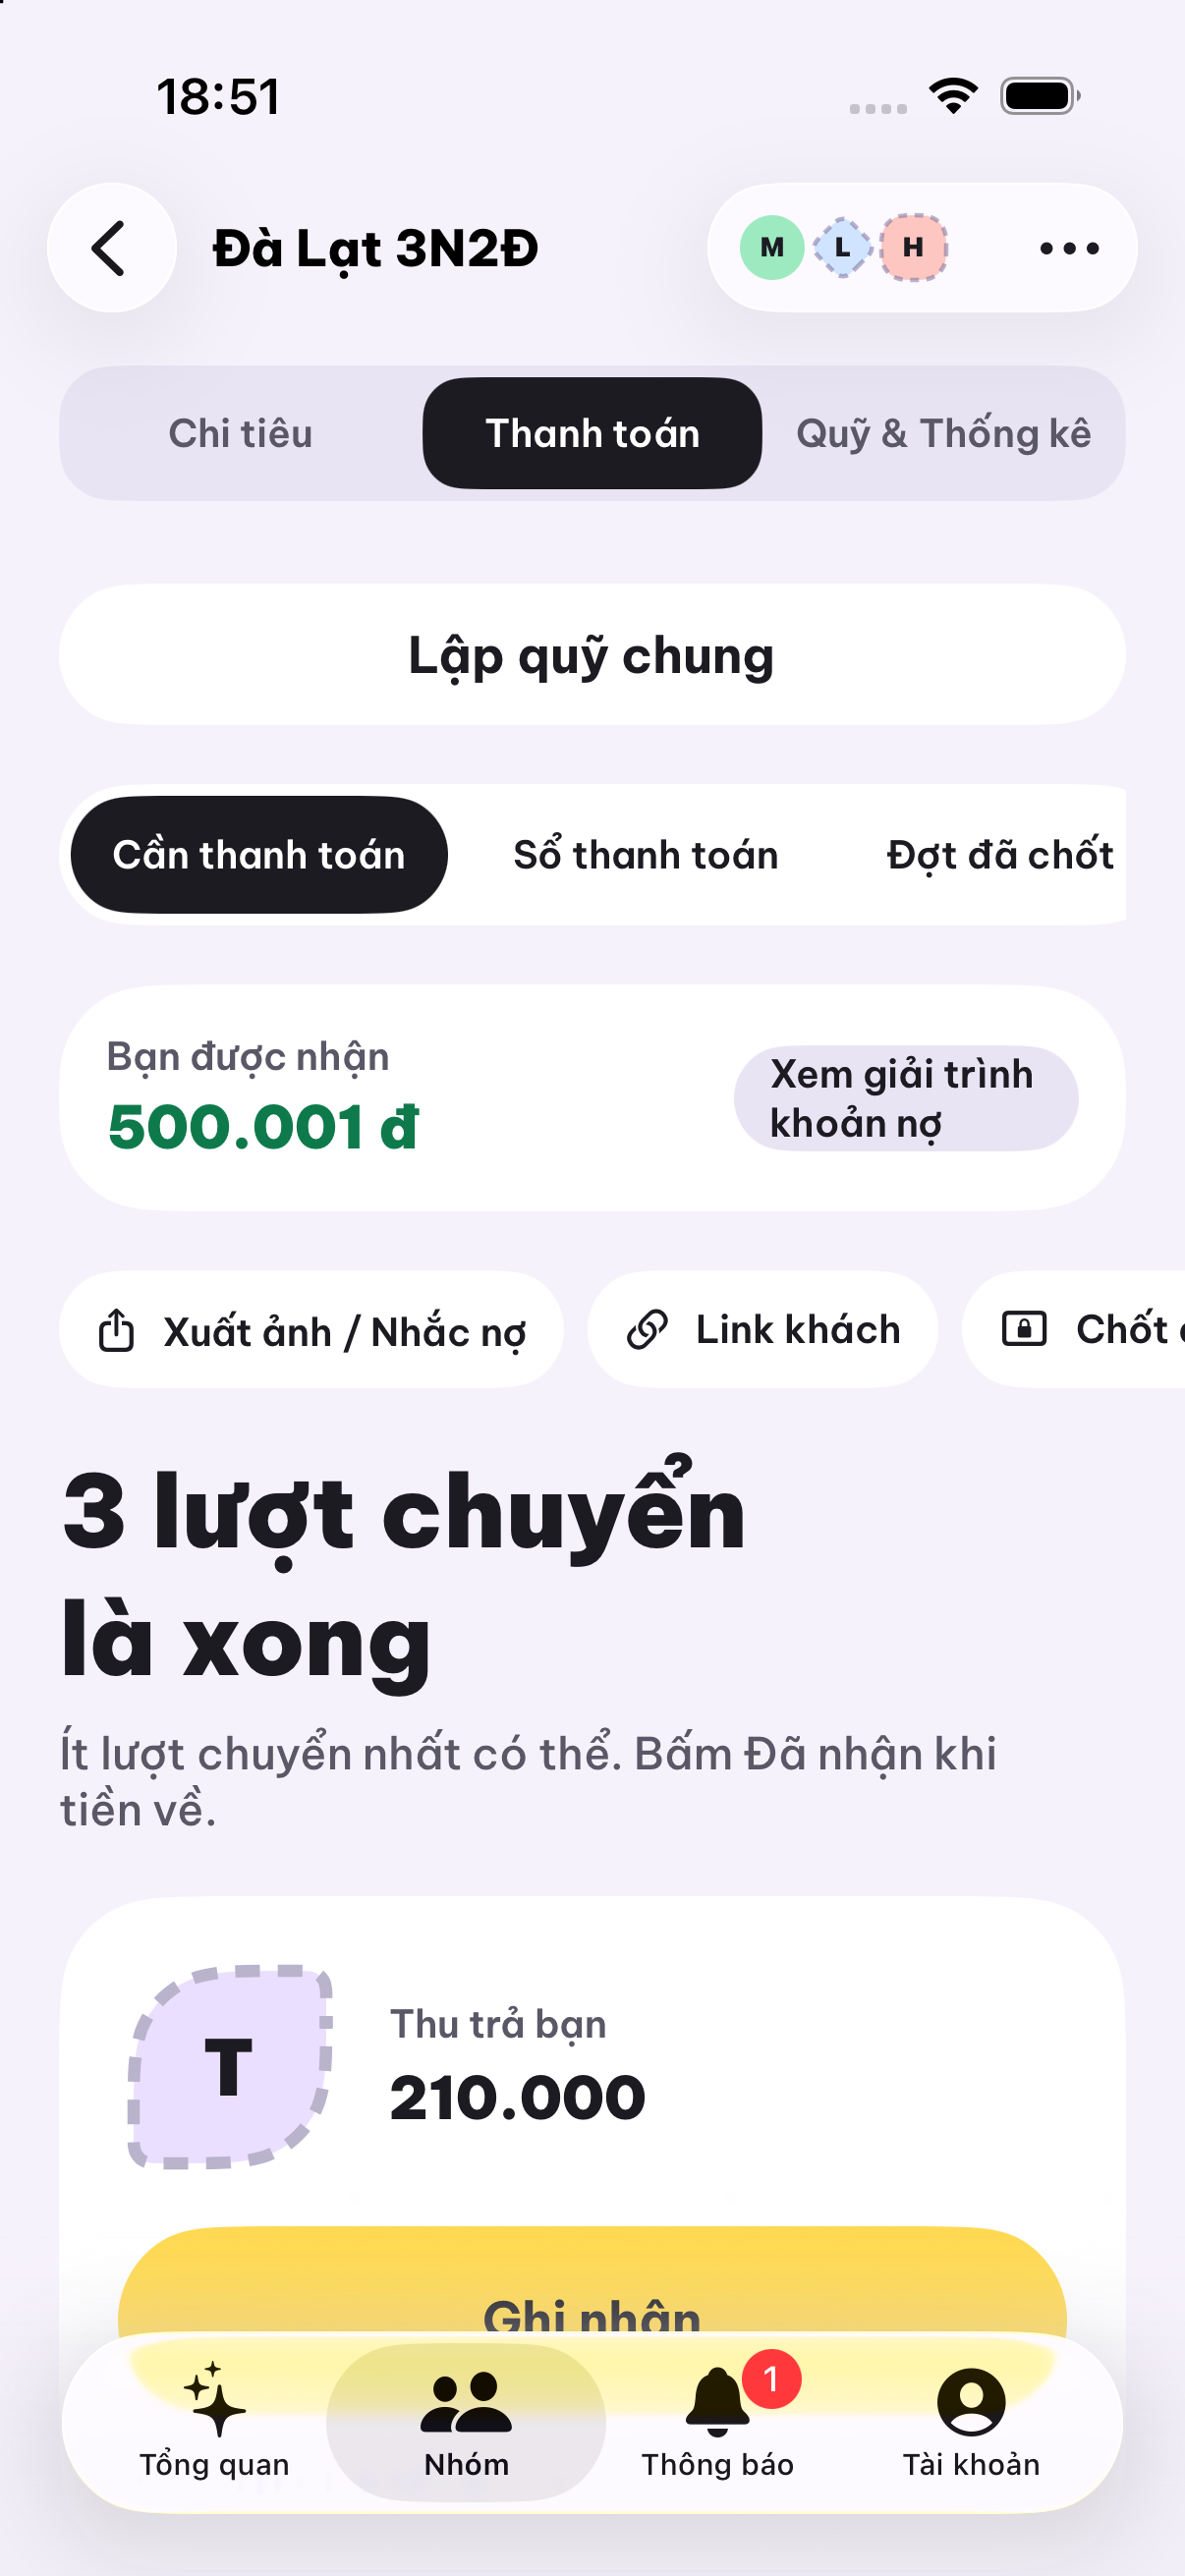 18:51
Đà Lạt 3N2Đ
M L H
Chi tiêu
Thanh toán
Quỹ & Thống kê
Lập quỹ chung
Cần thanh toán
Sổ thanh toán
Đợt đã chốt
Bạn được nhận
500.001 đ
Xem giải trình
khoản nợ
Xuất ảnh / Nhắc nợ
Link khách
Chốt
3 lượt chuyển
là xong
Ít lượt chuyển nhất có thể. Bấm Đã nhận khi
tiền về.
T
Thu trả bạn
210.000
Ghi nhận
1
Tổng quan
Nhóm
Thông báo
Tài khoản